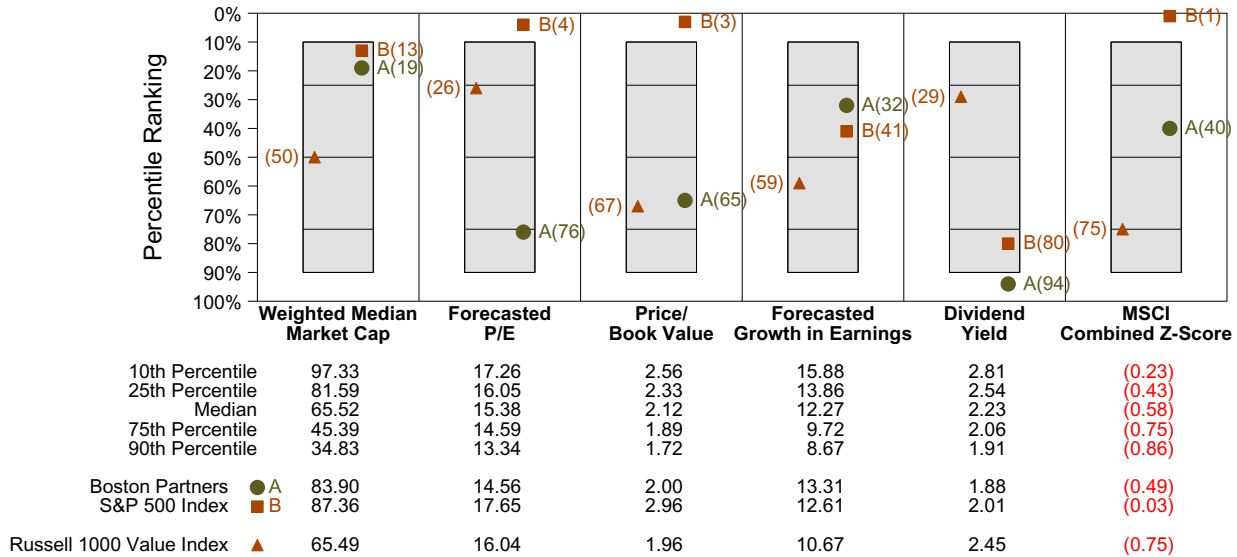 Percentile Ranking
0%
B(4)
B(3)
B(1)
10%
B(13)
20%
A(19)
(26)
(29)
30%
A(32)
40%
B(41)
A(40)
50%
(50)
60%
(59)
(67)
A(65)
70%
A(76)
(75)
80%
B(80)
90%
A(94)
100%
Weighted Median Market Cap
Forecasted P/E
Price/ Book Value
Forecasted Growth in Earnings
Dividend Yield
MSCI Combined Z-Score
10th Percentile 97.33 17.26 2.56 15.88 2.81 (0.23)
25th Percentile 81.59 16.05 2.33 13.86 2.54 (0.43)
Median 65.52 15.38 2.12 12.27 2.23 (0.58)
75th Percentile 45.39 14.59 1.89 9.72 2.06 (0.75)
90th Percentile 34.83 13.34 1.72 8.67 1.91 (0.86)
Boston Partners A 83.90 14.56 2.00 13.31 1.88 (0.49)
S&P 500 Index B 87.36 17.65 2.96 12.61 2.01 (0.03)
Russell 1000 Value Index 65.49 16.04 1.96 10.67 2.45 (0.75)